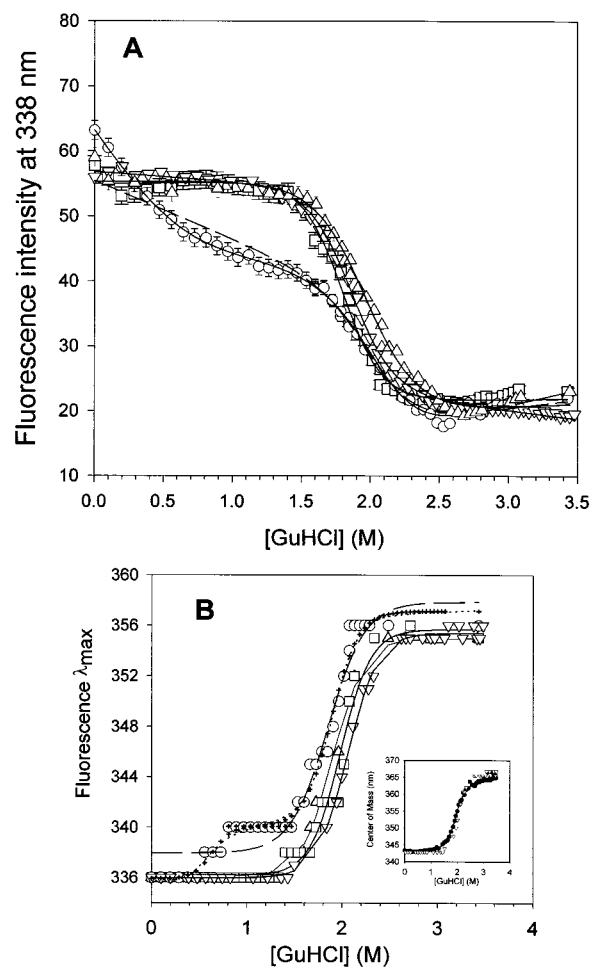 A
Fluorescence intensity at 338 nm
80
70
60
50
40
30
20
10
0.0 0.5 1.0 1.5 2.0 2.5 3.0 3.5
[GuHCl] (M)
B
Fluorescence λmax
360
356
352
348
344
340
336
0 1 2 3 4
[GuHCl] (M)
Center of Mass (nm)
370
365
360
355
350
345
340
0 1 2 3 4
[GuHCl] (M)